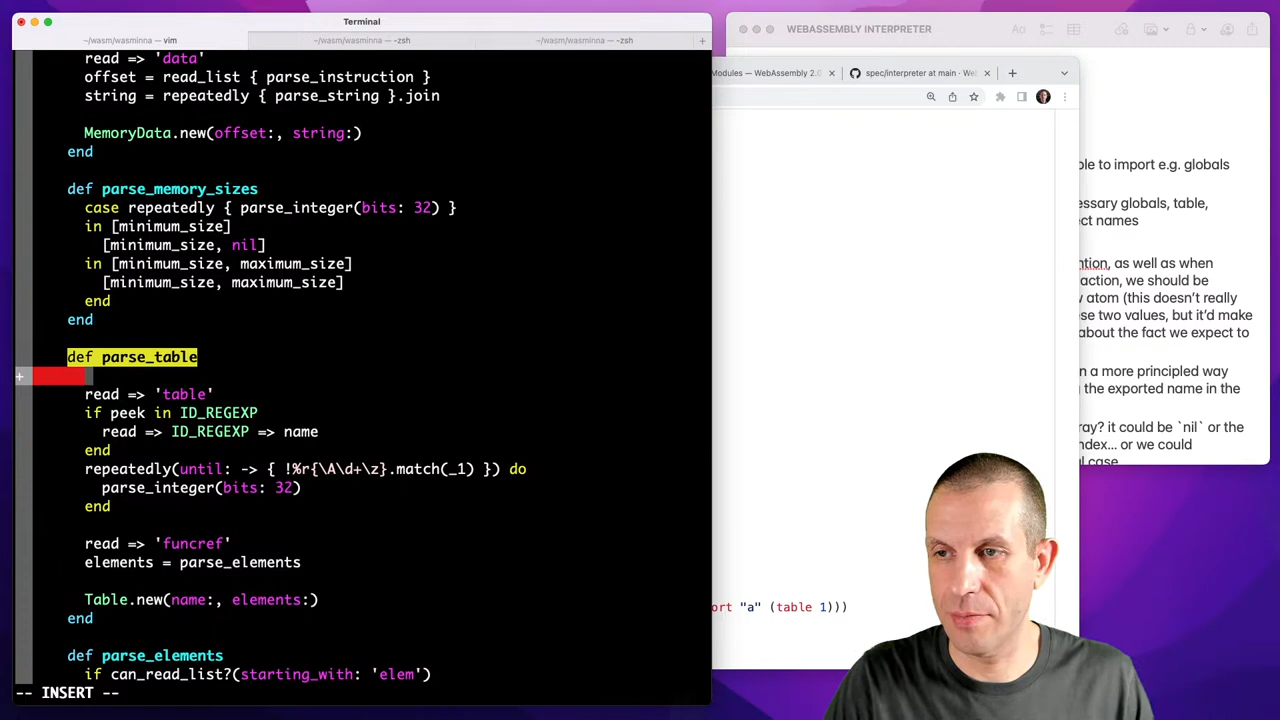 Terminal
~/wasm/wasminna — vim
~/wasm/wasminna — -zsh
~/wasm/wasminna — -zsh
+
read => 'data'
offset = read_list { parse_instruction }
string = repeatedly { parse_string }.join
MemoryData.new(offset:, string:)
end
def parse_memory_sizes
case repeatedly { parse_integer(bits: 32) }
in [minimum_size]
[minimum_size, nil]
in [minimum_size, maximum_size]
[minimum_size, maximum_size]
end
end
def parse_table
+
read => 'table'
if peek in ID_REGEXP
read => ID_REGEXP => name
end
repeatedly(until: -> { !%r{\A\d+\z}.match(_1) }) do
parse_integer(bits: 32)
end
read => 'funcref'
elements = parse_elements
Table.new(name:, elements:)
end
def parse_elements
if can_read_list?(starting_with: 'elem')
-- INSERT --
WEBASSEMBLY INTERPRETER
Aa
Modules — WebAssembly 2.0
spec/interpreter at main · We
ort "a" (table 1)))
ble to import e.g. globals
essary globals, table,
ct names
ntion, as well as when
action, we should be
w atom (this doesn't really
ese two values, but it'd make
about the fact we expect to
n a more principled way
g the exported name in the
ray? it could be `nil` or the
ndex... or we could
al case